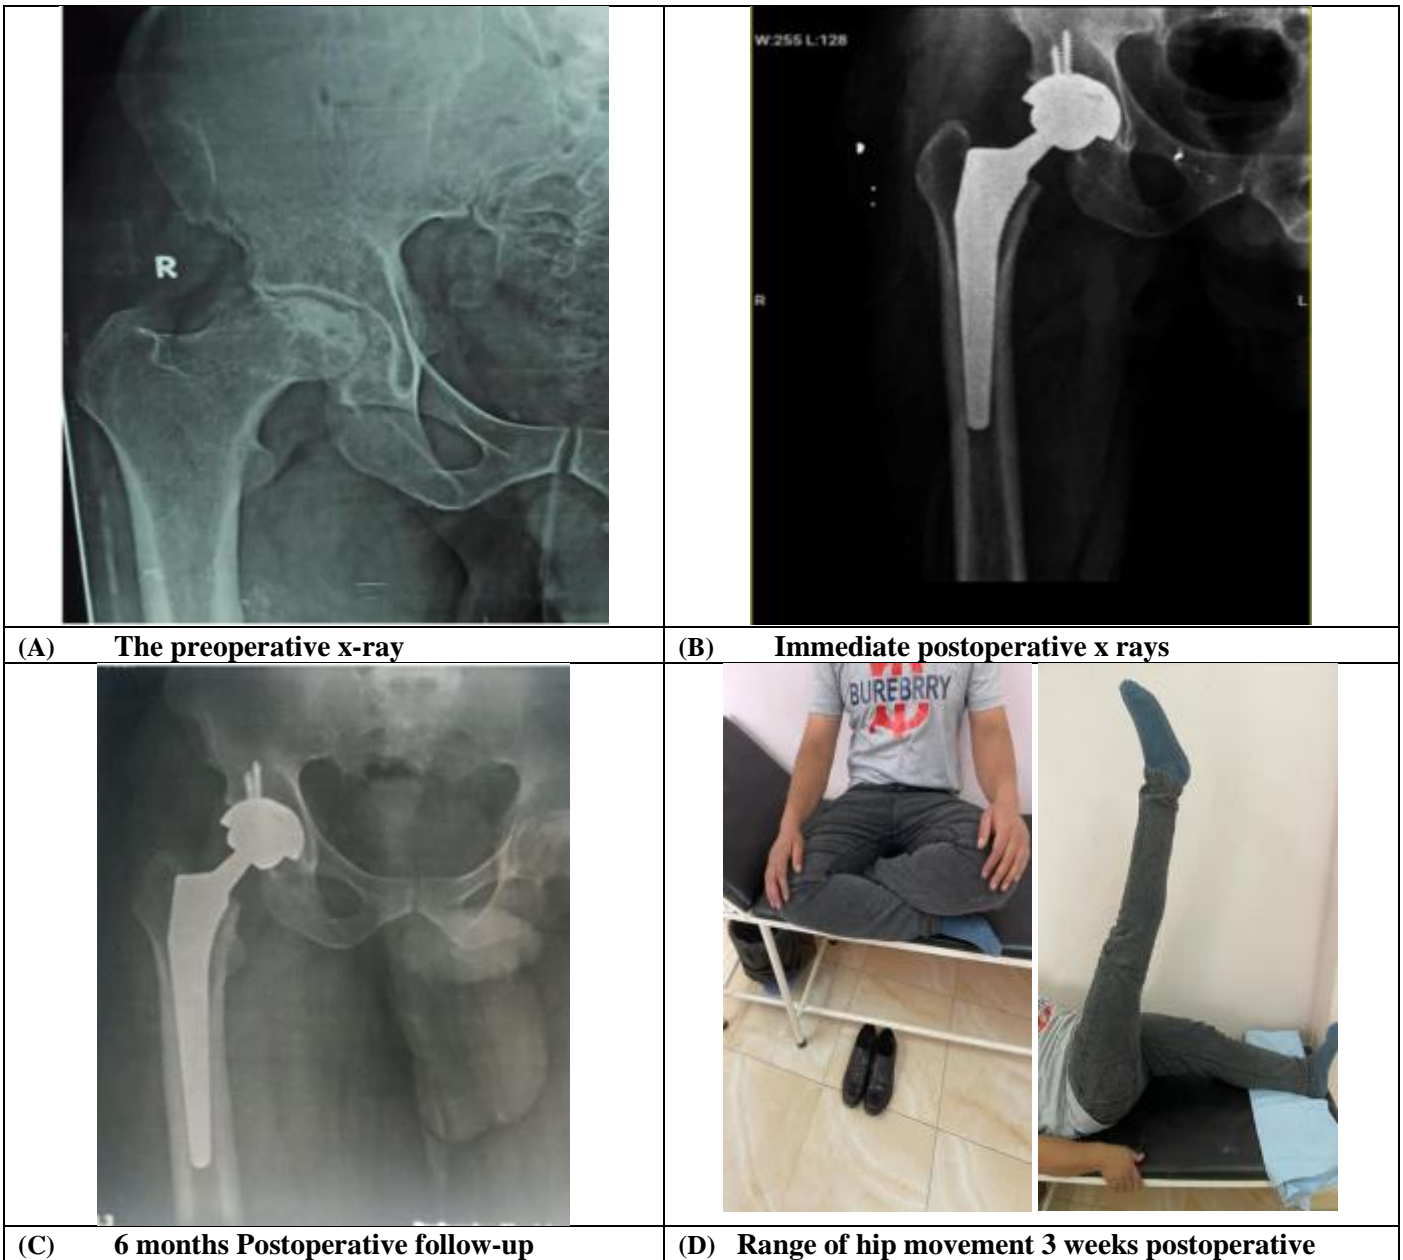 R
W:255 L:128
R
L
(A) The preoperative x-ray
(B) Immediate postoperative x rays
BUREBRRY
(C) 6 months Postoperative follow-up
(D) Range of hip movement 3 weeks postoperative